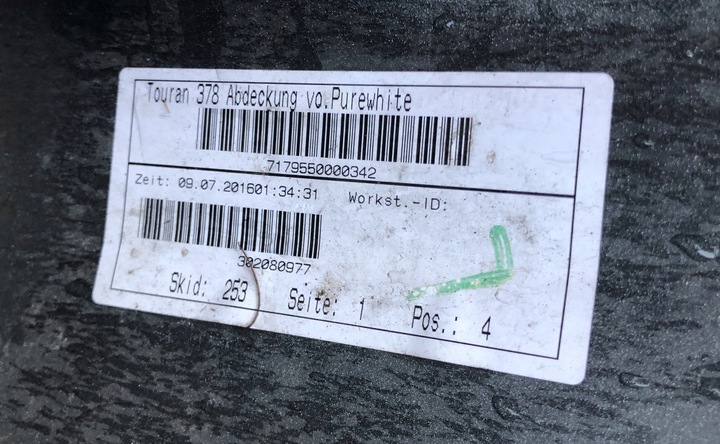 Touran 378 Abdeckung vo.Purewhite
7179550000342
Zeit: 09.07.201601:34:31 Workst.-ID:
302080977
Skid: 253 Seite: 1 Pos.: 4